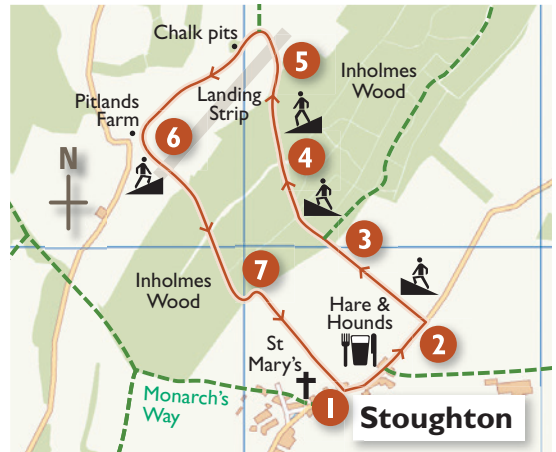 Chalk pits
5
Inholmes
Wood
Landing
Strip
Pitlands
Farm
6
N
4
3
7
Inholmes
Wood
Hare &
Hounds
2
St
Mary's
Monarch's
Way
1
Stoughton